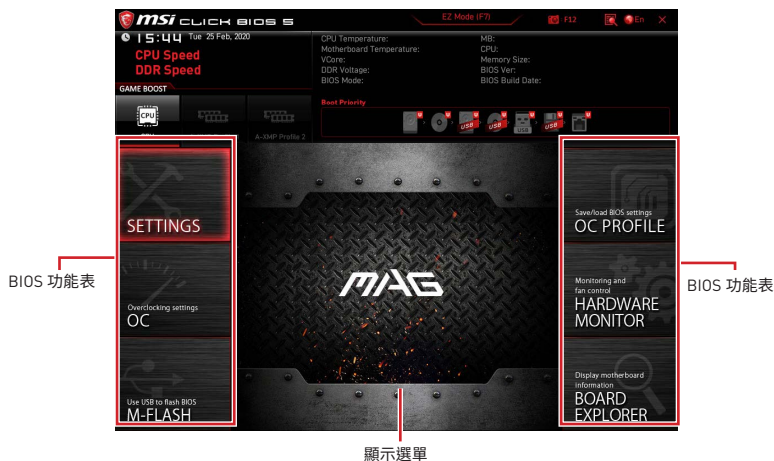 msi CLICK BIOS 5
EZ Mode (F7)
F12
En
15:44 Tue 25 Feb, 2020
CPU Speed
DDR Speed
GAME BOOST
CPU
A-XMP Profile 2
CPU Temperature:
Motherboard Temperature:
VCore:
DDR Voltage:
BIOS Mode:
MB:
CPU:
Memory Size:
BIOS Ver:
BIOS Build Date:
Boot Priority
USB
USB
USB
USB
SETTINGS
Overclocking settings
OC
Use USB to flash BIOS
M-FLASH
MAG
Save/load BIOS settings
OC PROFILE
Monitoring and
fan control
HARDWARE
MONITOR
Display motherboard
information
BOARD
EXPLORER
BIOS 功能表
BIOS 功能表
顯示選單